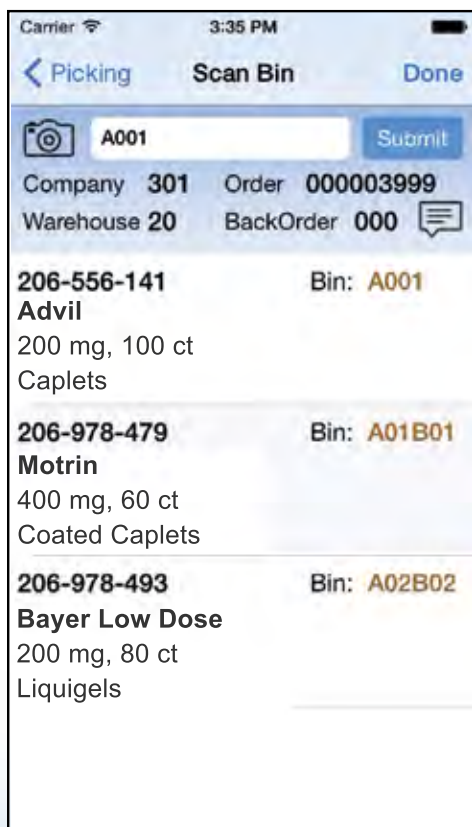 Carrier 3:35 PM
Picking Scan Bin Done
A001 Submit
Company 301 Order 000003999
Warehouse 20 BackOrder 000
206-556-141 Bin: A001
Advil
200 mg, 100 ct
Caplets
206-978-479 Bin: A01B01
Motrin
400 mg, 60 ct
Coated Caplets
206-978-493 Bin: A02B02
Bayer Low Dose
200 mg, 80 ct
Liquigels